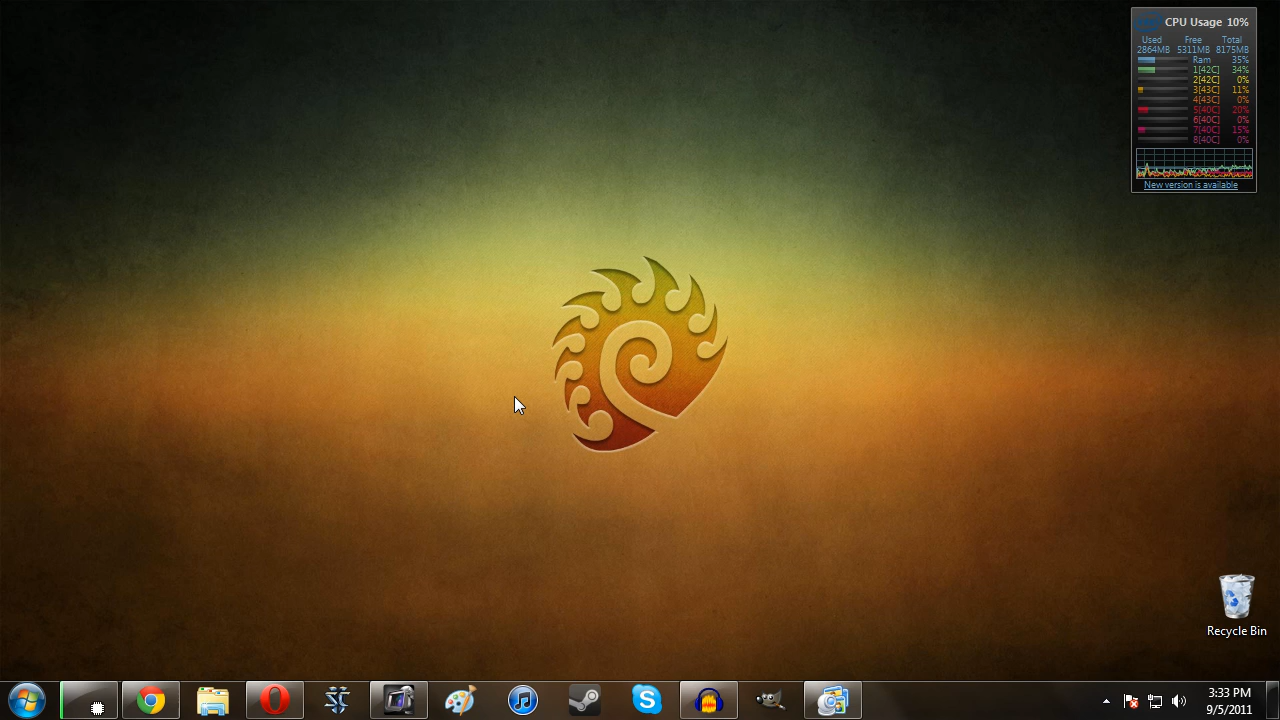 CPU Usage 10%
Used Free Total
2864MB 5311MB 8175MB
Ram 35%
1[42C] 34%
2[42C] 0%
3[43C] 11%
4[43C] 0%
5[40C] 20%
6[40C] 0%
7[40C] 15%
8[40C] 0%
New version is available
Recycle Bin
3:33 PM
9/5/2011